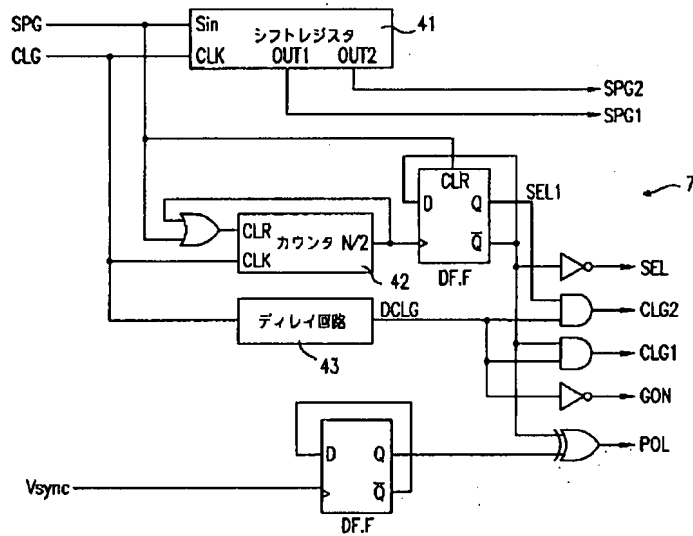 SPG
Sin
シフトレジスタ
41
CLG
CLK
OUT1
OUT2
SPG2
SPG1
7
CLR
D
Q
SEL1
Q̅
DF.F
CLR
カウンタ
N/2
CLK
42
SEL
ディレイ回路
DCLG
43
CLG2
CLG1
GON
D
Q
Q̅
POL
Vsync
DF.F